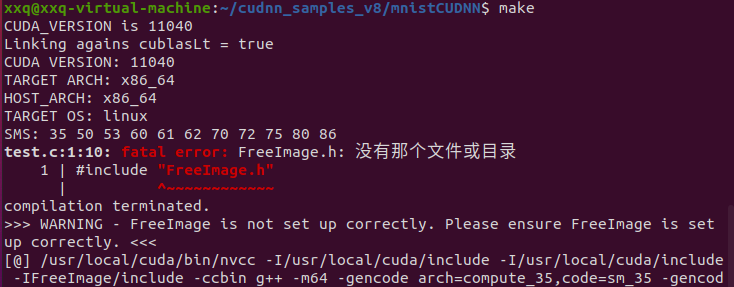 xxq@xxq-virtual-machine:~/cudnn_samples_v8/mnistCUDNN$ make
CUDA_VERSION is 11040
Linking agains cublasLt = true
CUDA VERSION: 11040
TARGET ARCH: x86_64
HOST_ARCH: x86_64
TARGET OS: linux
SMS: 35 50 53 60 61 62 70 72 75 80 86
test.c:1:10: fatal error: FreeImage.h: 没有那个文件或目录
    1 | #include "FreeImage.h"
      |          ^~~~~~~~~~~~~
compilation terminated.
>>> WARNING - FreeImage is not set up correctly. Please ensure FreeImage is set
up correctly. <<<
[@] /usr/local/cuda/bin/nvcc -I/usr/local/cuda/include -I/usr/local/cuda/include
 -IFreeImage/include -ccbin g++ -m64 -gencode arch=compute_35,code=sm_35 -gencod